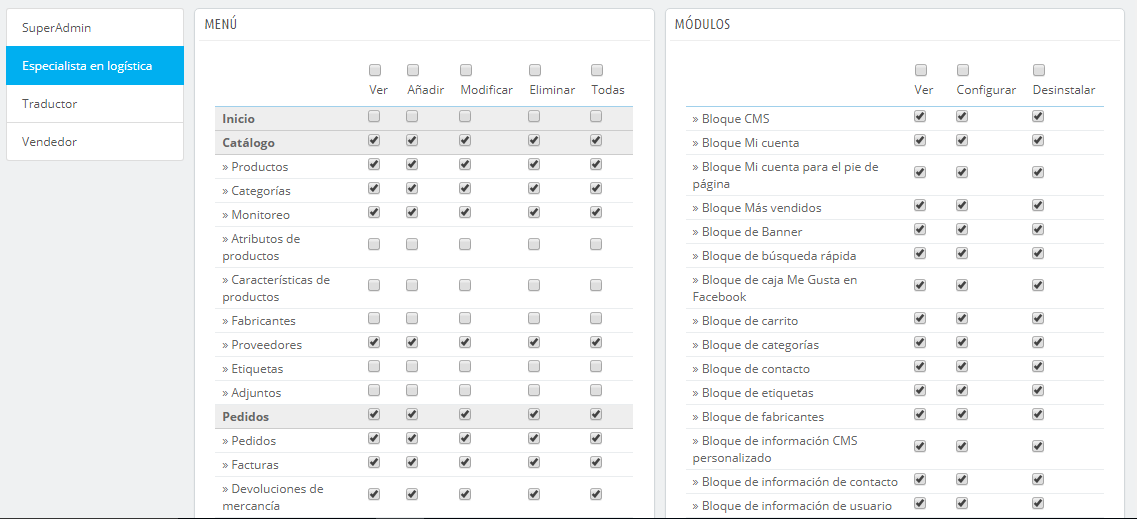 SuperAdmin
Especialista en logística
Traductor
Vendedor
MENÚ
Ver Añadir Modificar Eliminar Todas
Inicio
Catálogo
» Productos
» Categorías
» Monitoreo
» Atributos de
productos
» Características de
productos
» Fabricantes
» Proveedores
» Etiquetas
» Adjuntos
Pedidos
» Pedidos
» Facturas
» Devoluciones de
mercancía
MÓDULOS
Ver Configurar Desinstalar
» Bloque CMS
» Bloque Mi cuenta
» Bloque Mi cuenta para el pie de
página
» Bloque Más vendidos
» Bloque de Banner
» Bloque de búsqueda rápida
» Bloque de caja Me Gusta en
Facebook
» Bloque de carrito
» Bloque de categorías
» Bloque de contacto
» Bloque de etiquetas
» Bloque de fabricantes
» Bloque de información CMS
personalizado
» Bloque de información de contacto
» Bloque de información de usuario